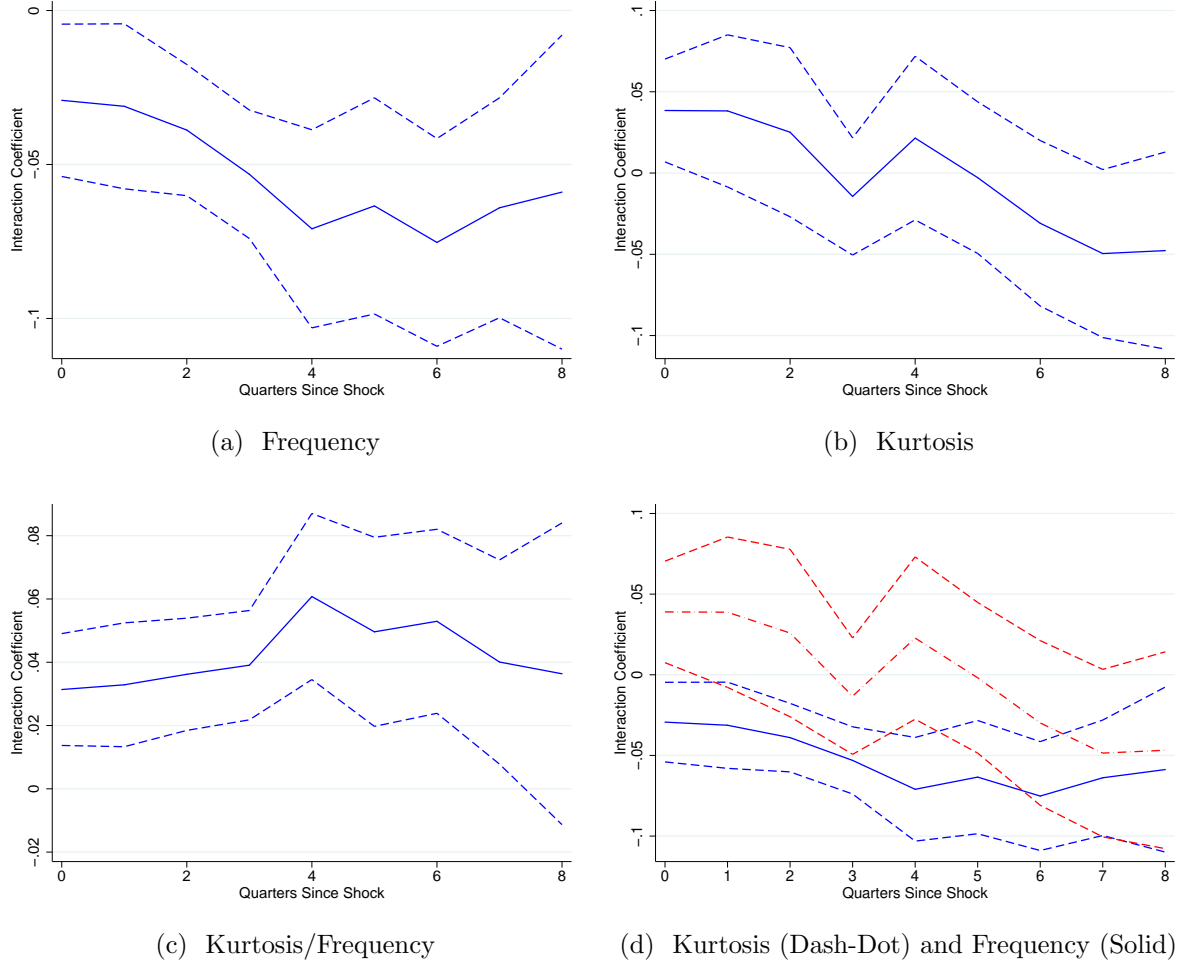 0
-.05
-.1
Interaction Coefficient
0 2 4 6 8
Quarters Since Shock
(a) Frequency
.1
.05
0
-.05
-.1
Interaction Coefficient
0 2 4 6 8
Quarters Since Shock
(b) Kurtosis
.08
.06
.04
.02
0
-.02
Interaction Coefficient
0 2 4 6 8
Quarters Since Shock
(c) Kurtosis/Frequency
.1
.05
0
-.05
-.1
Interaction Coefficient
0 1 2 3 4 5 6 7 8
Quarters Since Shock
(d) Kurtosis (Dash-Dot) and Frequency (Solid)